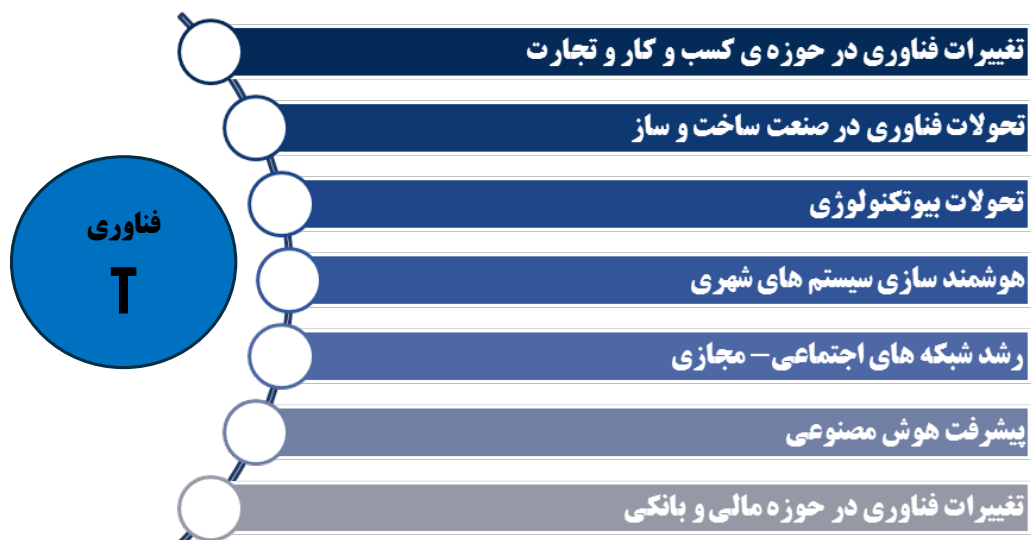 تغییرات فناوری در حوزه ی کسب و کار و تجارت
تحولات فناوری در صنعت ساخت و ساز
تحولات بیوتکنولوژی
هوشمند سازی سیستم های شهری
رشد شبکه های اجتماعی – مجازی
پیشرفت هوش مصنوعی
تغییرات فناوری در حوزه مالی و بانکی
فناوری
T